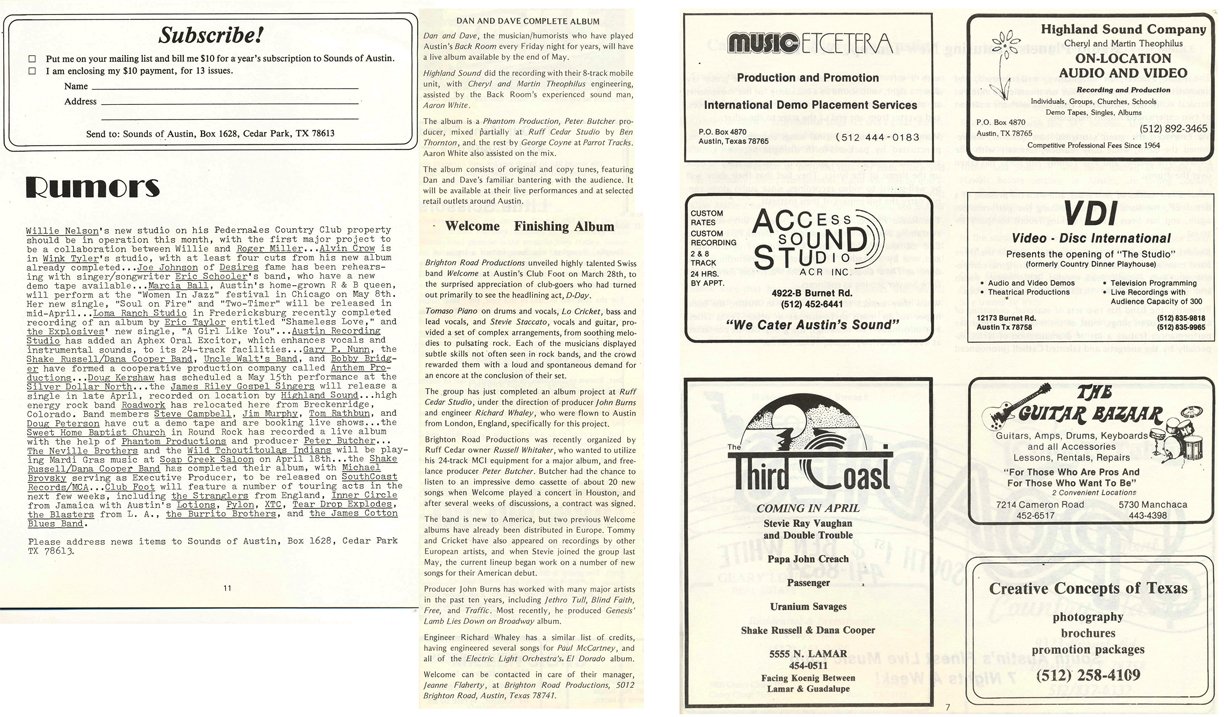 Subscribe!
☐ Put me on your mailing list and bill me $10 for a year's subscription to Sounds of Austin.
☐ I am enclosing my $10 payment, for 13 issues.
Name
Address
Send to: Sounds of Austin, Box 1628, Cedar Park, TX 78613
Rumors
Willie Nelson's new studio on his Pedernales Country Club property
should be in operation this month, with the first major project to
be a collaboration between Willie and Roger Miller...Alvin Crow is
in Wink Tyler's studio, with at least four cuts from his new album
already completed...Joe Johnson of Desires fame has been rehears-
ing with singer/songwriter Eric Schooler's band, who have a new
demo tape available...Marcia Ball, Austin's home-grown R & B queen,
will perform at the "Women In Jazz" festival in Chicago on May 8th.
Her new single, "Soul on Fire" and "Two-Timer" will be released in
mid-April...Loma Ranch Studio in Fredericksburg recently completed
recording of an album by Eric Taylor entitled "Shameless Love," and
the Explosives' new single, "A Girl Like You"...Austin Recording
Studio has added an Aphex Oral Excitor, which enhances vocals and
instrumental sounds, to its 24-track facilities...Gary P. Nunn, the
Shake Russell/Dana Cooper Band, Uncle Walt's Band, and Bobby Bridg-
er have formed a cooperative production company called Anthem Pro-
ductions...Doug Kershaw has scheduled a May 15th performance at the
Silver Dollar North...the James Riley Gospel Singers will release a
single in late April, recorded on location by Highland Sound...high
energy rock band Roadwork has relocated here from Breckenridge,
Colorado. Band members Steve Campbell, Jim Murphy, Tom Rathbun, and
Doug Peterson have cut a demo tape and are booking live shows...the
Sweet Home Baptist Church in Round Rock has recorded a live album
with the help of Phantom Productions and producer Peter Butcher...
The Neville Brothers and the Wild Tchoutitoulas Indians will be play-
ing Mardi Gras music at Soap Creek Saloon on April 18th...the Shake
Russell/Dana Cooper Band has completed their album, with Michael
Brovsky serving as Executive Producer, to be released on SouthCoast
Records/MCA...Club Foot will feature a number of touring acts in the
next few weeks, including the Stranglers from England, Inner Circle
from Jamaica with Austin's Lotions, Pylon, XTC, Tear Drop Explodes,
the Blasters from L. A., the Burrito Brothers, and the James Cotton
Blues Band.
Please address news items to Sounds of Austin, Box 1628, Cedar Park
TX 78613.
11
DAN AND DAVE COMPLETE ALBUM
Dan and Dave, the musician/humorists who have played
Austin's Back Room every Friday night for years, will have
a live album available by the end of May.
Highland Sound did the recording with their 8-track mobile
unit, with Cheryl and Martin Theophilus engineering,
assisted by the Back Room's experienced sound man,
Aaron White.
The album is a Phantom Production, Peter Butcher pro-
ducer, mixed partially at Ruff Cedar Studio by Ben
Thornton, and the rest by George Coyne at Parrot Tracks.
Aaron White also assisted on the mix.
The album consists of original and copy tunes, featuring
Dan and Dave's familiar bantering with the audience. It
will be available at their live performances and at selected
retail outlets around Austin.
Welcome Finishing Album
Brighton Road Productions unveiled highly talented Swiss
band Welcome at Austin's Club Foot on March 28th, to
the surprised appreciation of club-goers who had turned
out primarily to see the headlining act, D-Day.
Tomaso Piano on drums and vocals, Lo Cricket, bass and
lead vocals, and Stevie Staccato, vocals and guitar, pro-
vided a set of complex arrangements, from soothing melo-
dies to pulsating rock. Each of the musicians displayed
subtle skills not often seen in rock bands, and the crowd
rewarded them with a loud and spontaneous demand for
an encore at the conclusion of their set.
The group has just completed an album project at Ruff
Cedar Studio, under the direction of producer John Burns
and engineer Richard Whaley, who were flown to Austin
from London, England, specifically for this project.
Brighton Road Productions was recently organized by
Ruff Cedar owner Russell Whitaker, who wanted to utilize
his 24-track MCI equipment for a major album, and free-
lance producer Peter Butcher. Butcher had the chance to
listen to an impressive demo cassette of about 20 new
songs when Welcome played a concert in Houston, and
after several weeks of discussions, a contract was signed.
The band is new to America, but two previous Welcome
albums have already been distributed in Europe. Tommy
and Cricket have also appeared on recordings by other
European artists, and when Stevie joined the group last
May, the current lineup began work on a number of new
songs for their American debut.
Producer John Burns has worked with many major artists
in the past ten years, including Jethro Tull, Blind Faith,
Free, and Traffic. Most recently, he produced Genesis'
Lamb Lies Down on Broadway album.
Engineer Richard Whaley has a similar list of credits,
having engineered several songs for Paul McCartney, and
all of the Electric Light Orchestra's El Dorado album.
Welcome can be contacted in care of their manager,
Jeanne Flaherty, at Brighton Road Productions, 5012
Brighton Road, Austin, Texas 78741.
MUSIC ETCETERA
Production and Promotion
International Demo Placement Services
P.O. Box 4870
Austin, Texas 78765
(512 444-0183
Highland Sound Company
Cheryl and Martin Theophilus
ON-LOCATION
AUDIO AND VIDEO
Recording and Production
Individuals, Groups, Churches, Schools
Demo Tapes, Singles, Albums
P.O. Box 4870
Austin, TX 78765
(512) 892-3465
Competitive Professional Fees Since 1964
CUSTOM
RATES
CUSTOM
RECORDING
2 & 8
TRACK
24 HRS.
BY APPT.
ACCESS
SOUND
STUDIO
ACR INC.
4922-B Burnet Rd.
(512) 452-6441
"We Cater Austin's Sound"
VDI
Video - Disc International
Presents the opening of "The Studio"
(formerly Country Dinner Playhouse)
• Audio and Video Demos
• Theatrical Productions
• Television Programming
• Live Recordings with
Audience Capacity of 300
12173 Burnet Rd.
Austin Tx 78758
(512) 835-9818
(512) 835-9965
The
Third Coast
COMING IN APRIL
Stevie Ray Vaughan
and Double Trouble
Papa John Creach
Passenger
Uranium Savages
Shake Russell & Dana Cooper
5555 N. LAMAR
454-0511
Facing Koenig Between
Lamar & Guadalupe
THE
GUITAR BAZAAR
Guitars, Amps, Drums, Keyboards
and all Accessories
Lessons, Rentals, Repairs
"For Those Who Are Pros And
For Those Who Want To Be"
2 Convenient Locations
7214 Cameron Road
452-6517
5730 Manchaca
443-4398
Creative Concepts of Texas
photography
brochures
promotion packages
(512) 258-4109
7